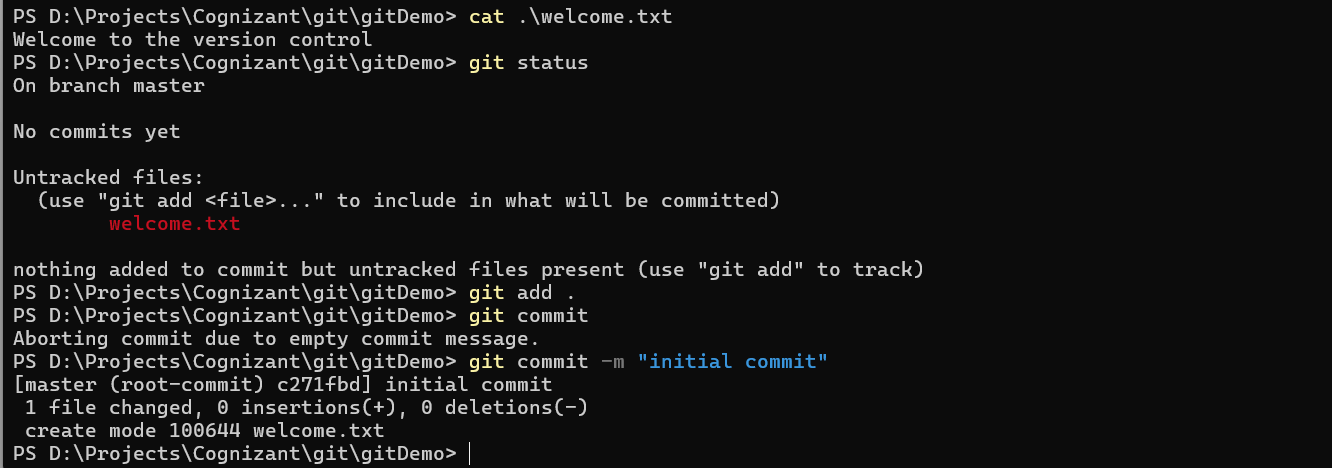 PS D:\Projects\Cognizant\git\gitDemo> cat .\welcome.txt
Welcome to the version control
PS D:\Projects\Cognizant\git\gitDemo> git status
On branch master
No commits yet
Untracked files:
  (use "git add <file>..." to include in what will be committed)
        welcome.txt
nothing added to commit but untracked files present (use "git add" to track)
PS D:\Projects\Cognizant\git\gitDemo> git add .
PS D:\Projects\Cognizant\git\gitDemo> git commit
Aborting commit due to empty commit message.
PS D:\Projects\Cognizant\git\gitDemo> git commit -m "initial commit"
[master (root-commit) c271fbd] initial commit
 1 file changed, 0 insertions(+), 0 deletions(-)
 create mode 100644 welcome.txt
PS D:\Projects\Cognizant\git\gitDemo>